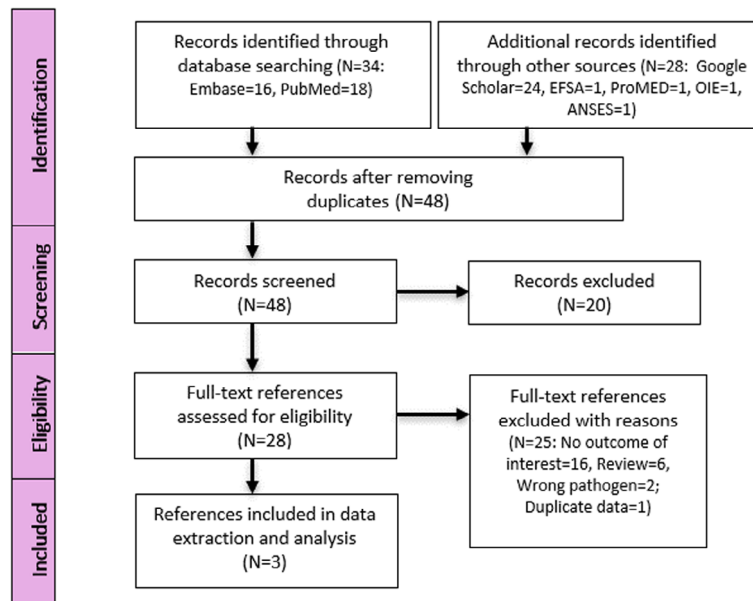 Identification
Records identified through
database searching (N=34:
Embase=16, PubMed=18)
Additional records identified
through other sources (N=28: Google
Scholar=24, EFSA=1, ProMED=1, OIE=1,
ANSES=1)
Records after removing
duplicates (N=48)
Screening
Records screened
(N=48)
Records excluded
(N=20)
Eligibility
Full-text references
assessed for eligibility
(N=28)
Full-text references
excluded with reasons
(N=25: No outcome of
interest=16, Review=6,
Wrong pathogen=2;
Duplicate data=1)
Included
References included in data
extraction and analysis
(N=3)